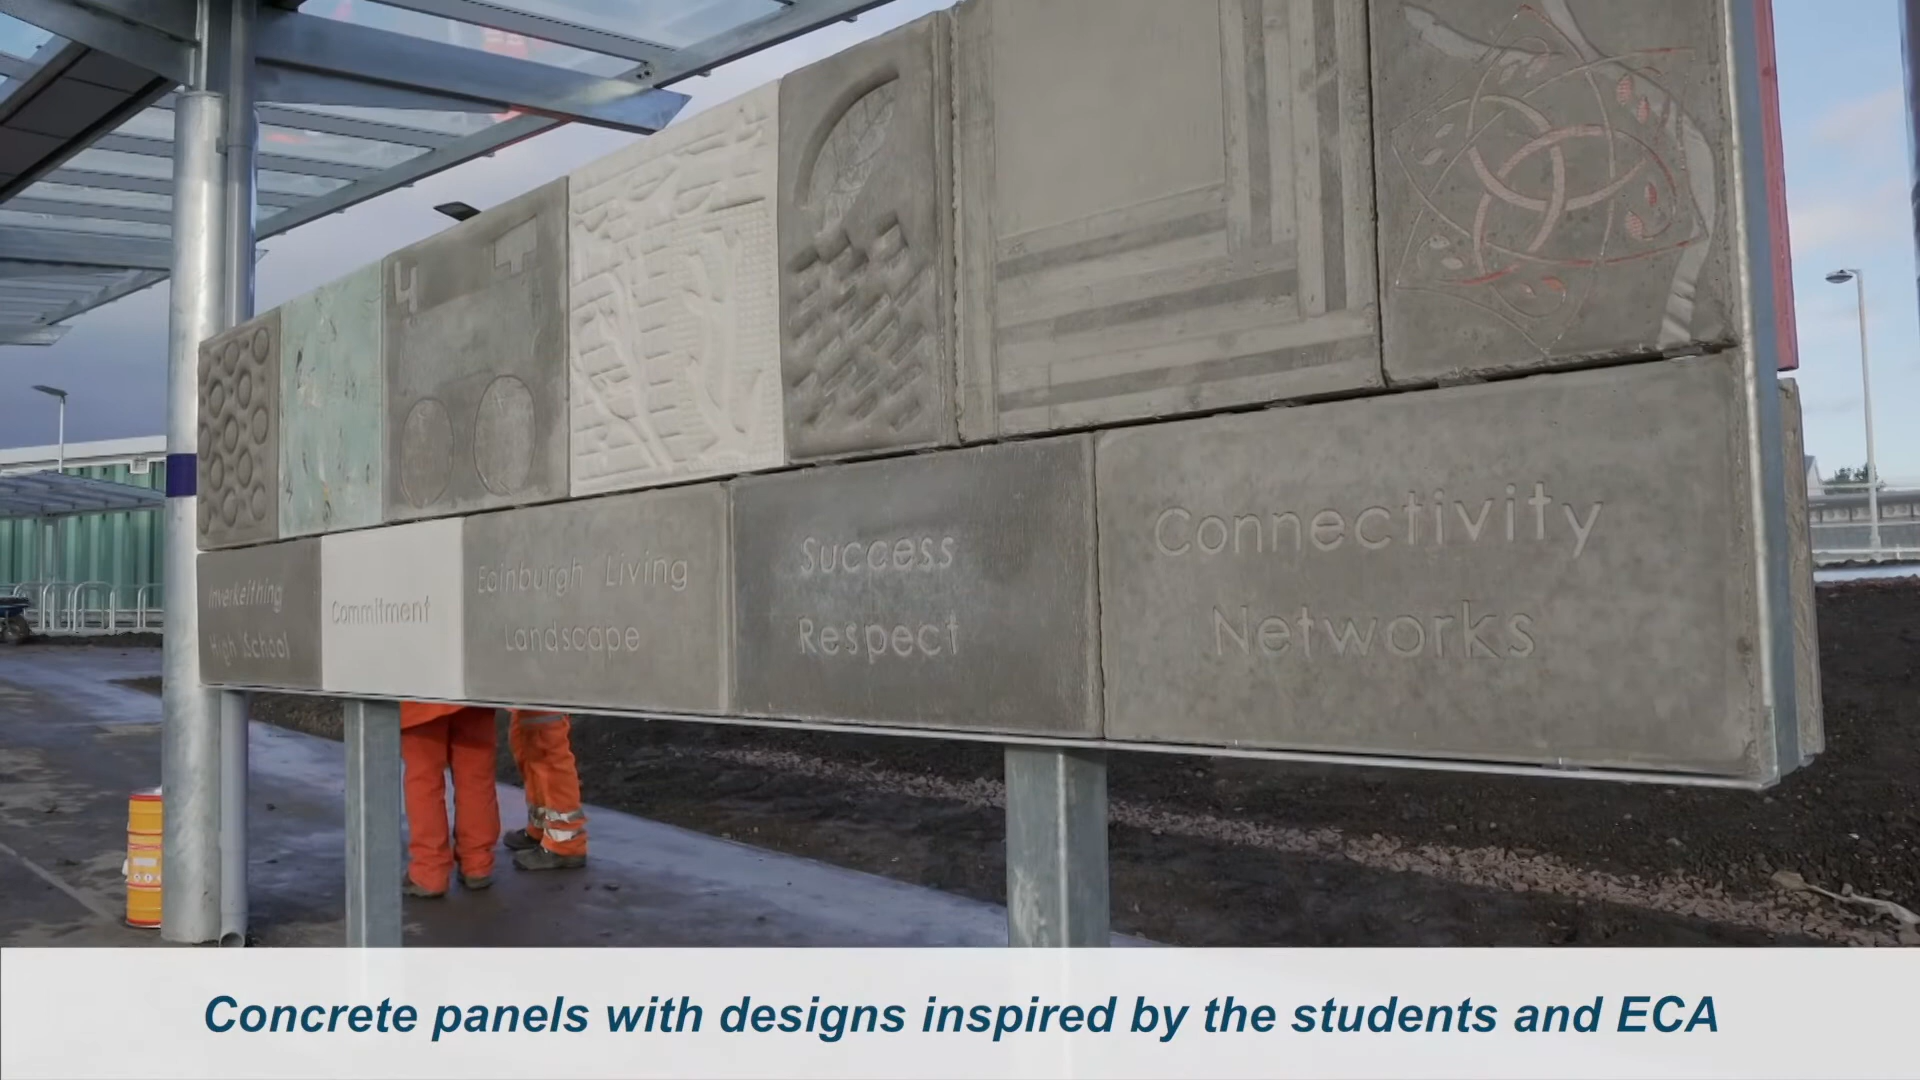 4
Inverkeithing
High School
Commitment
Edinburgh Living
Landscape
Success
Respect
Connectivity
Networks
Concrete panels with designs inspired by the students and ECA